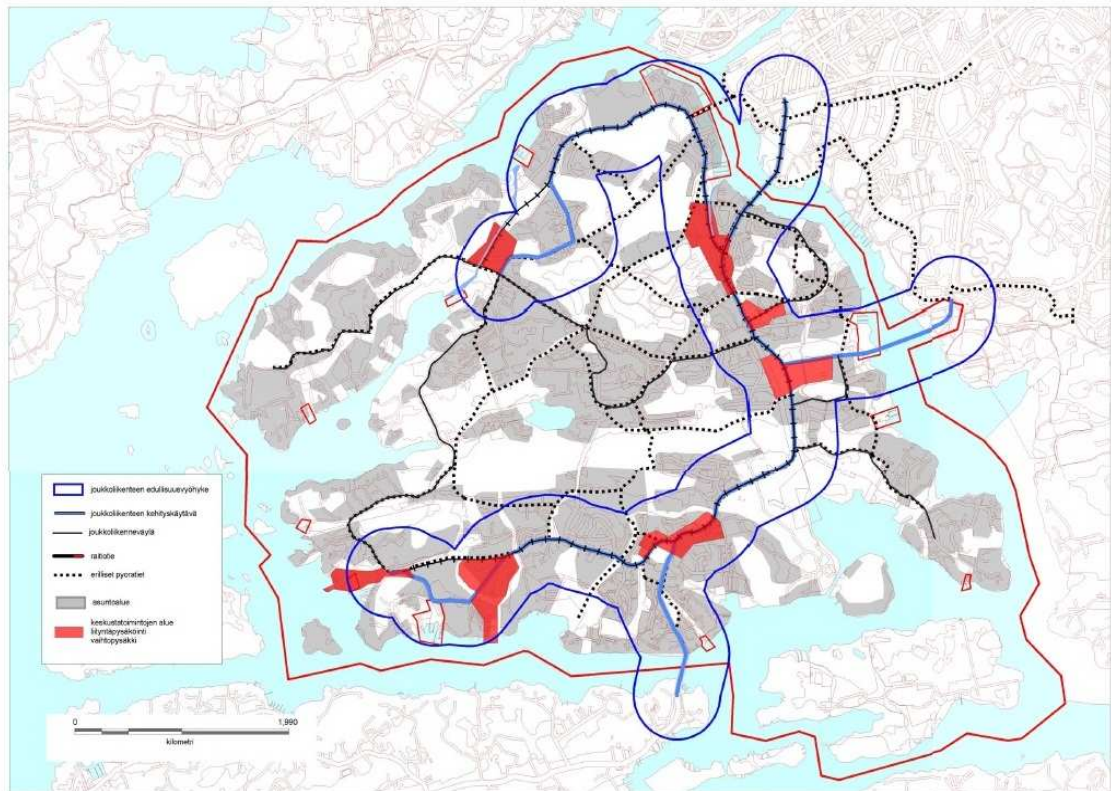 joukkoliikenteen edullisuusvyöhyke
joukkoliikenteen kehityskäytävä
joukkoliikenneväylä
raitiotie
erilliset pyörätiet
asuntoalue
keskustatoimintojen alue
liityntäpysäköinti
vaihtopysäkki
0 1,990
kilometri